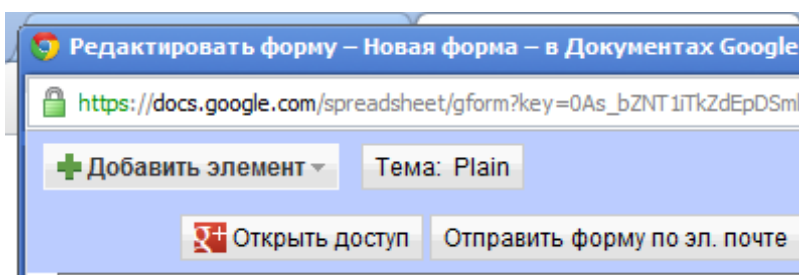 Редактировать форму – Новая форма – в Документах Google
https://docs.google.com/spreadsheet/gform?key=0As_bZNT1iTkZdEpDSml
Добавить элемент Тема: Plain
Открыть доступ Отправить форму по эл. почте